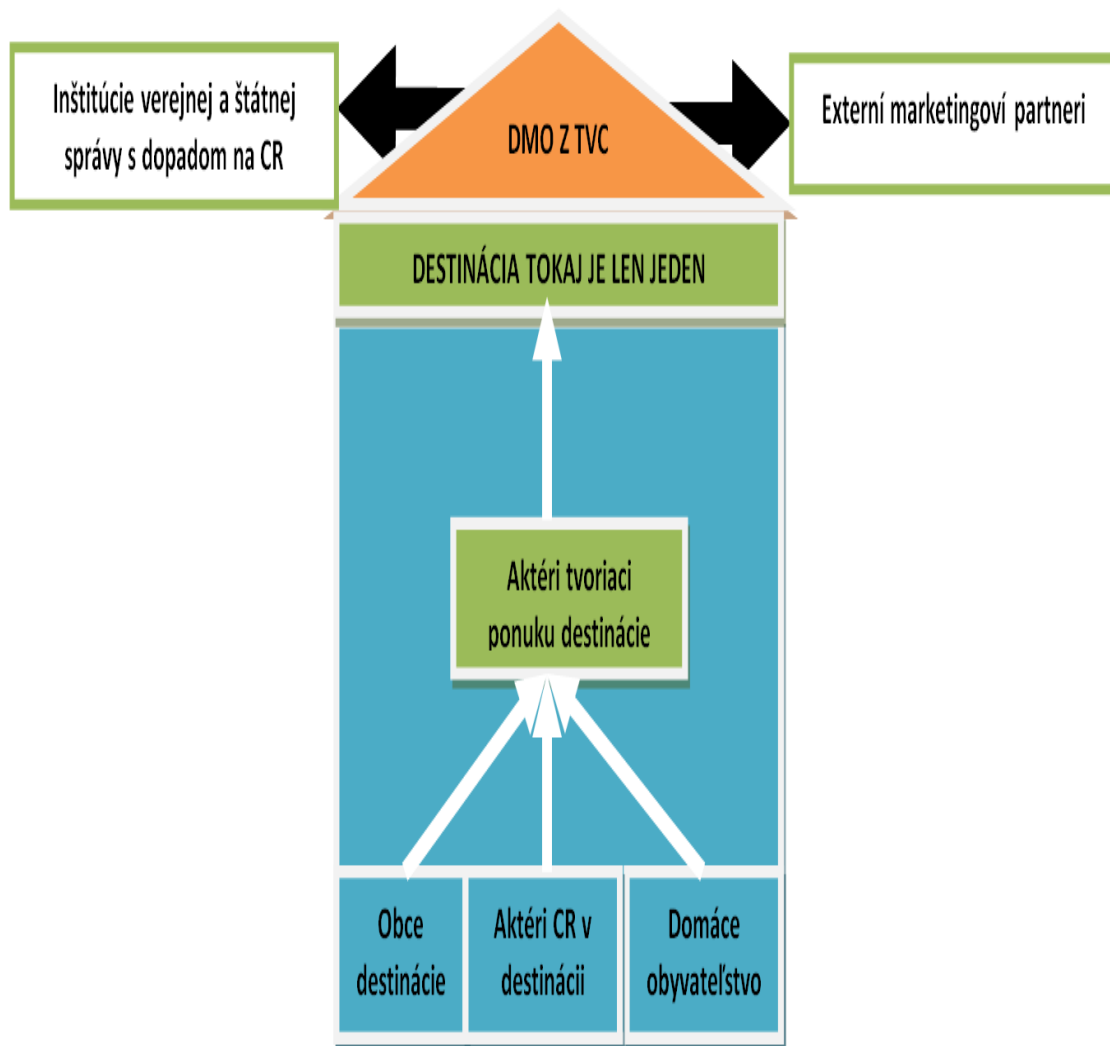 Inštitúcie verejnej a štátnej
správy s dopadom na CR
DMO Z TVC
Externí marketingoví partneri
DESTINÁCIA TOKAJ JE LEN JEDEN
Aktéri tvoriaci
ponuku destinácie
Obce
destinácie
Aktéri CR v
destinácii
Domáce
obyvateľstvo